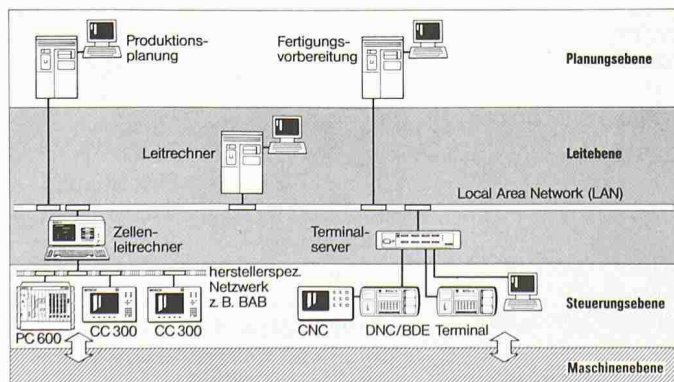 Produktions-
planung
Fertigungs-
vorbereitung
Planungsebene
Leitrechner
Leitebene
Local Area Network (LAN)
Zellen-
leitrechner
Terminal-
server
herstellerspez.
Netzwerk
z. B. BAB
Steuerungsebene
PC 600
CC 300
CC 300
CNC
DNC/BDE
Terminal
Maschinenebene